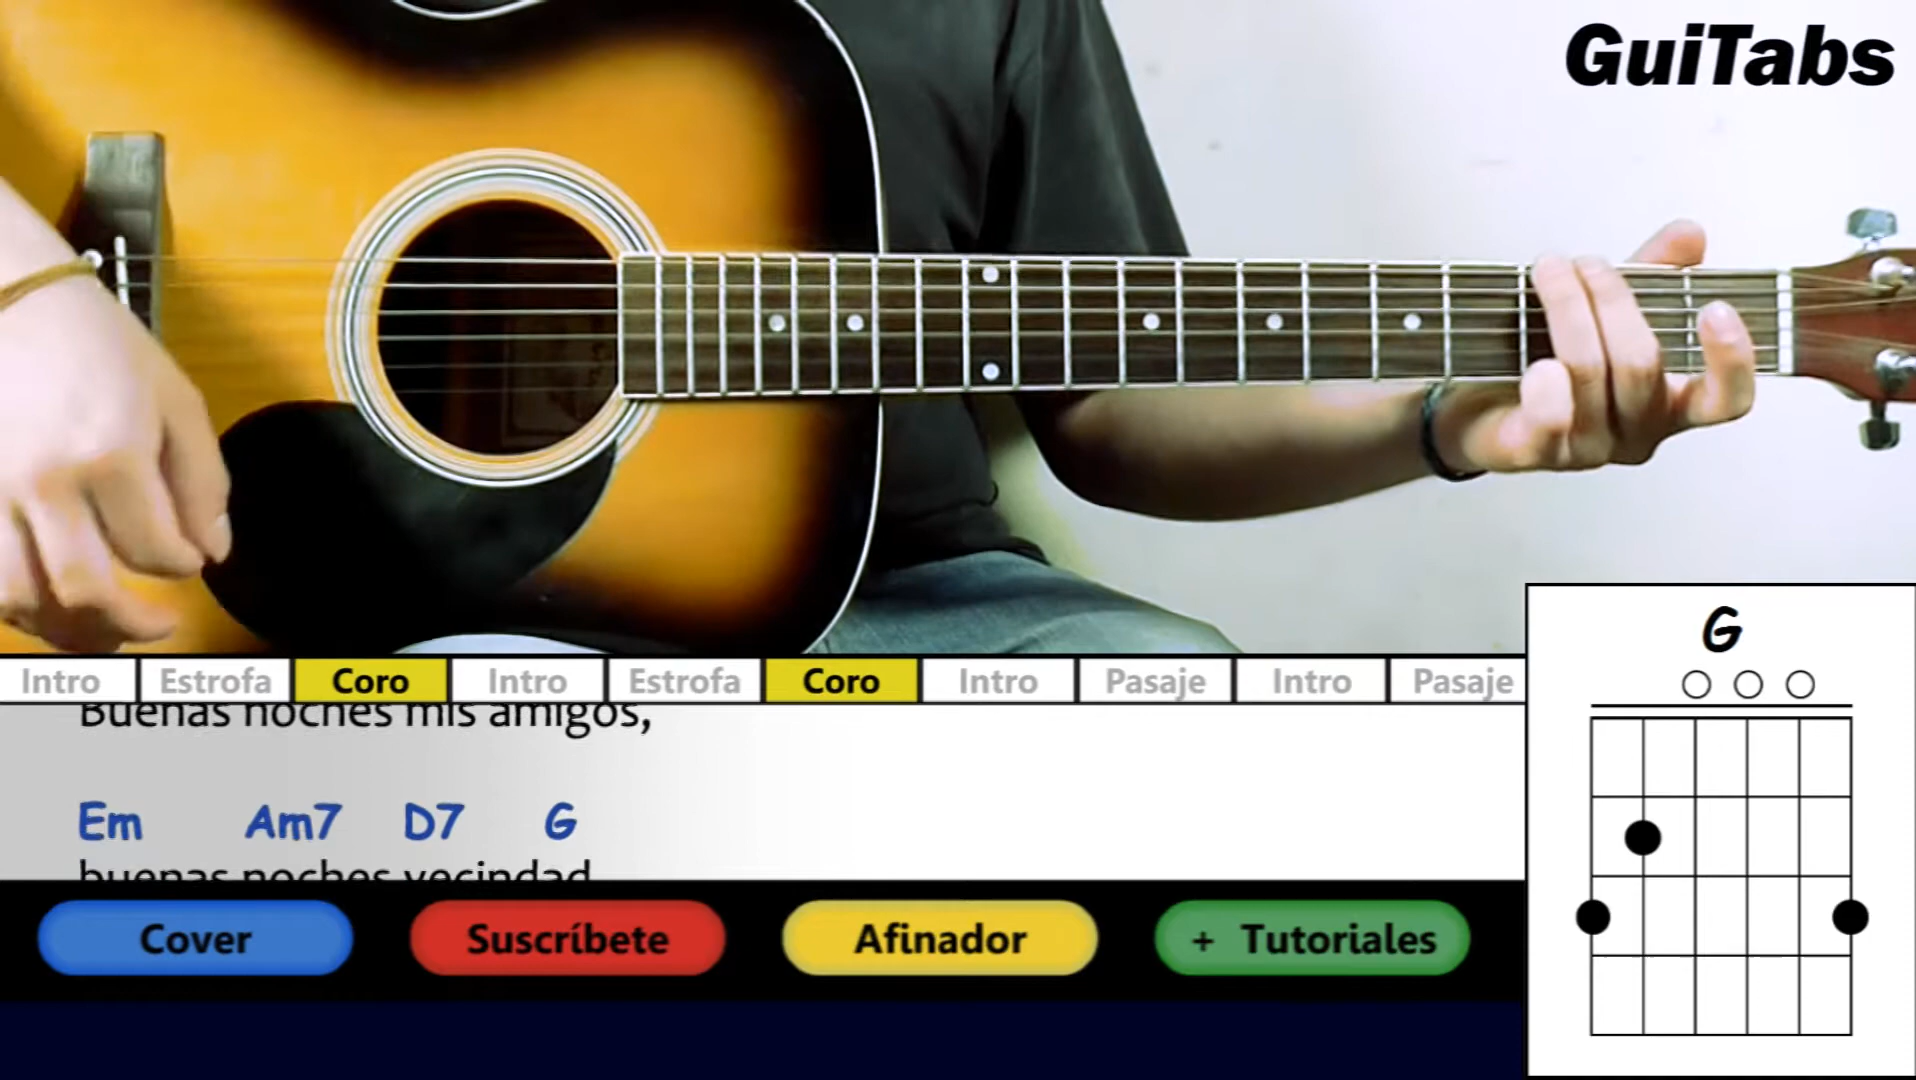 GuiTabs
Intro Estrofa Coro Intro Estrofa Coro Intro Pasaje Intro Pasaje
Buenas noches mis amigos,
Em Am7 D7 G
buenas noches vecindad
Cover Suscríbete Afinador + Tutoriales
G